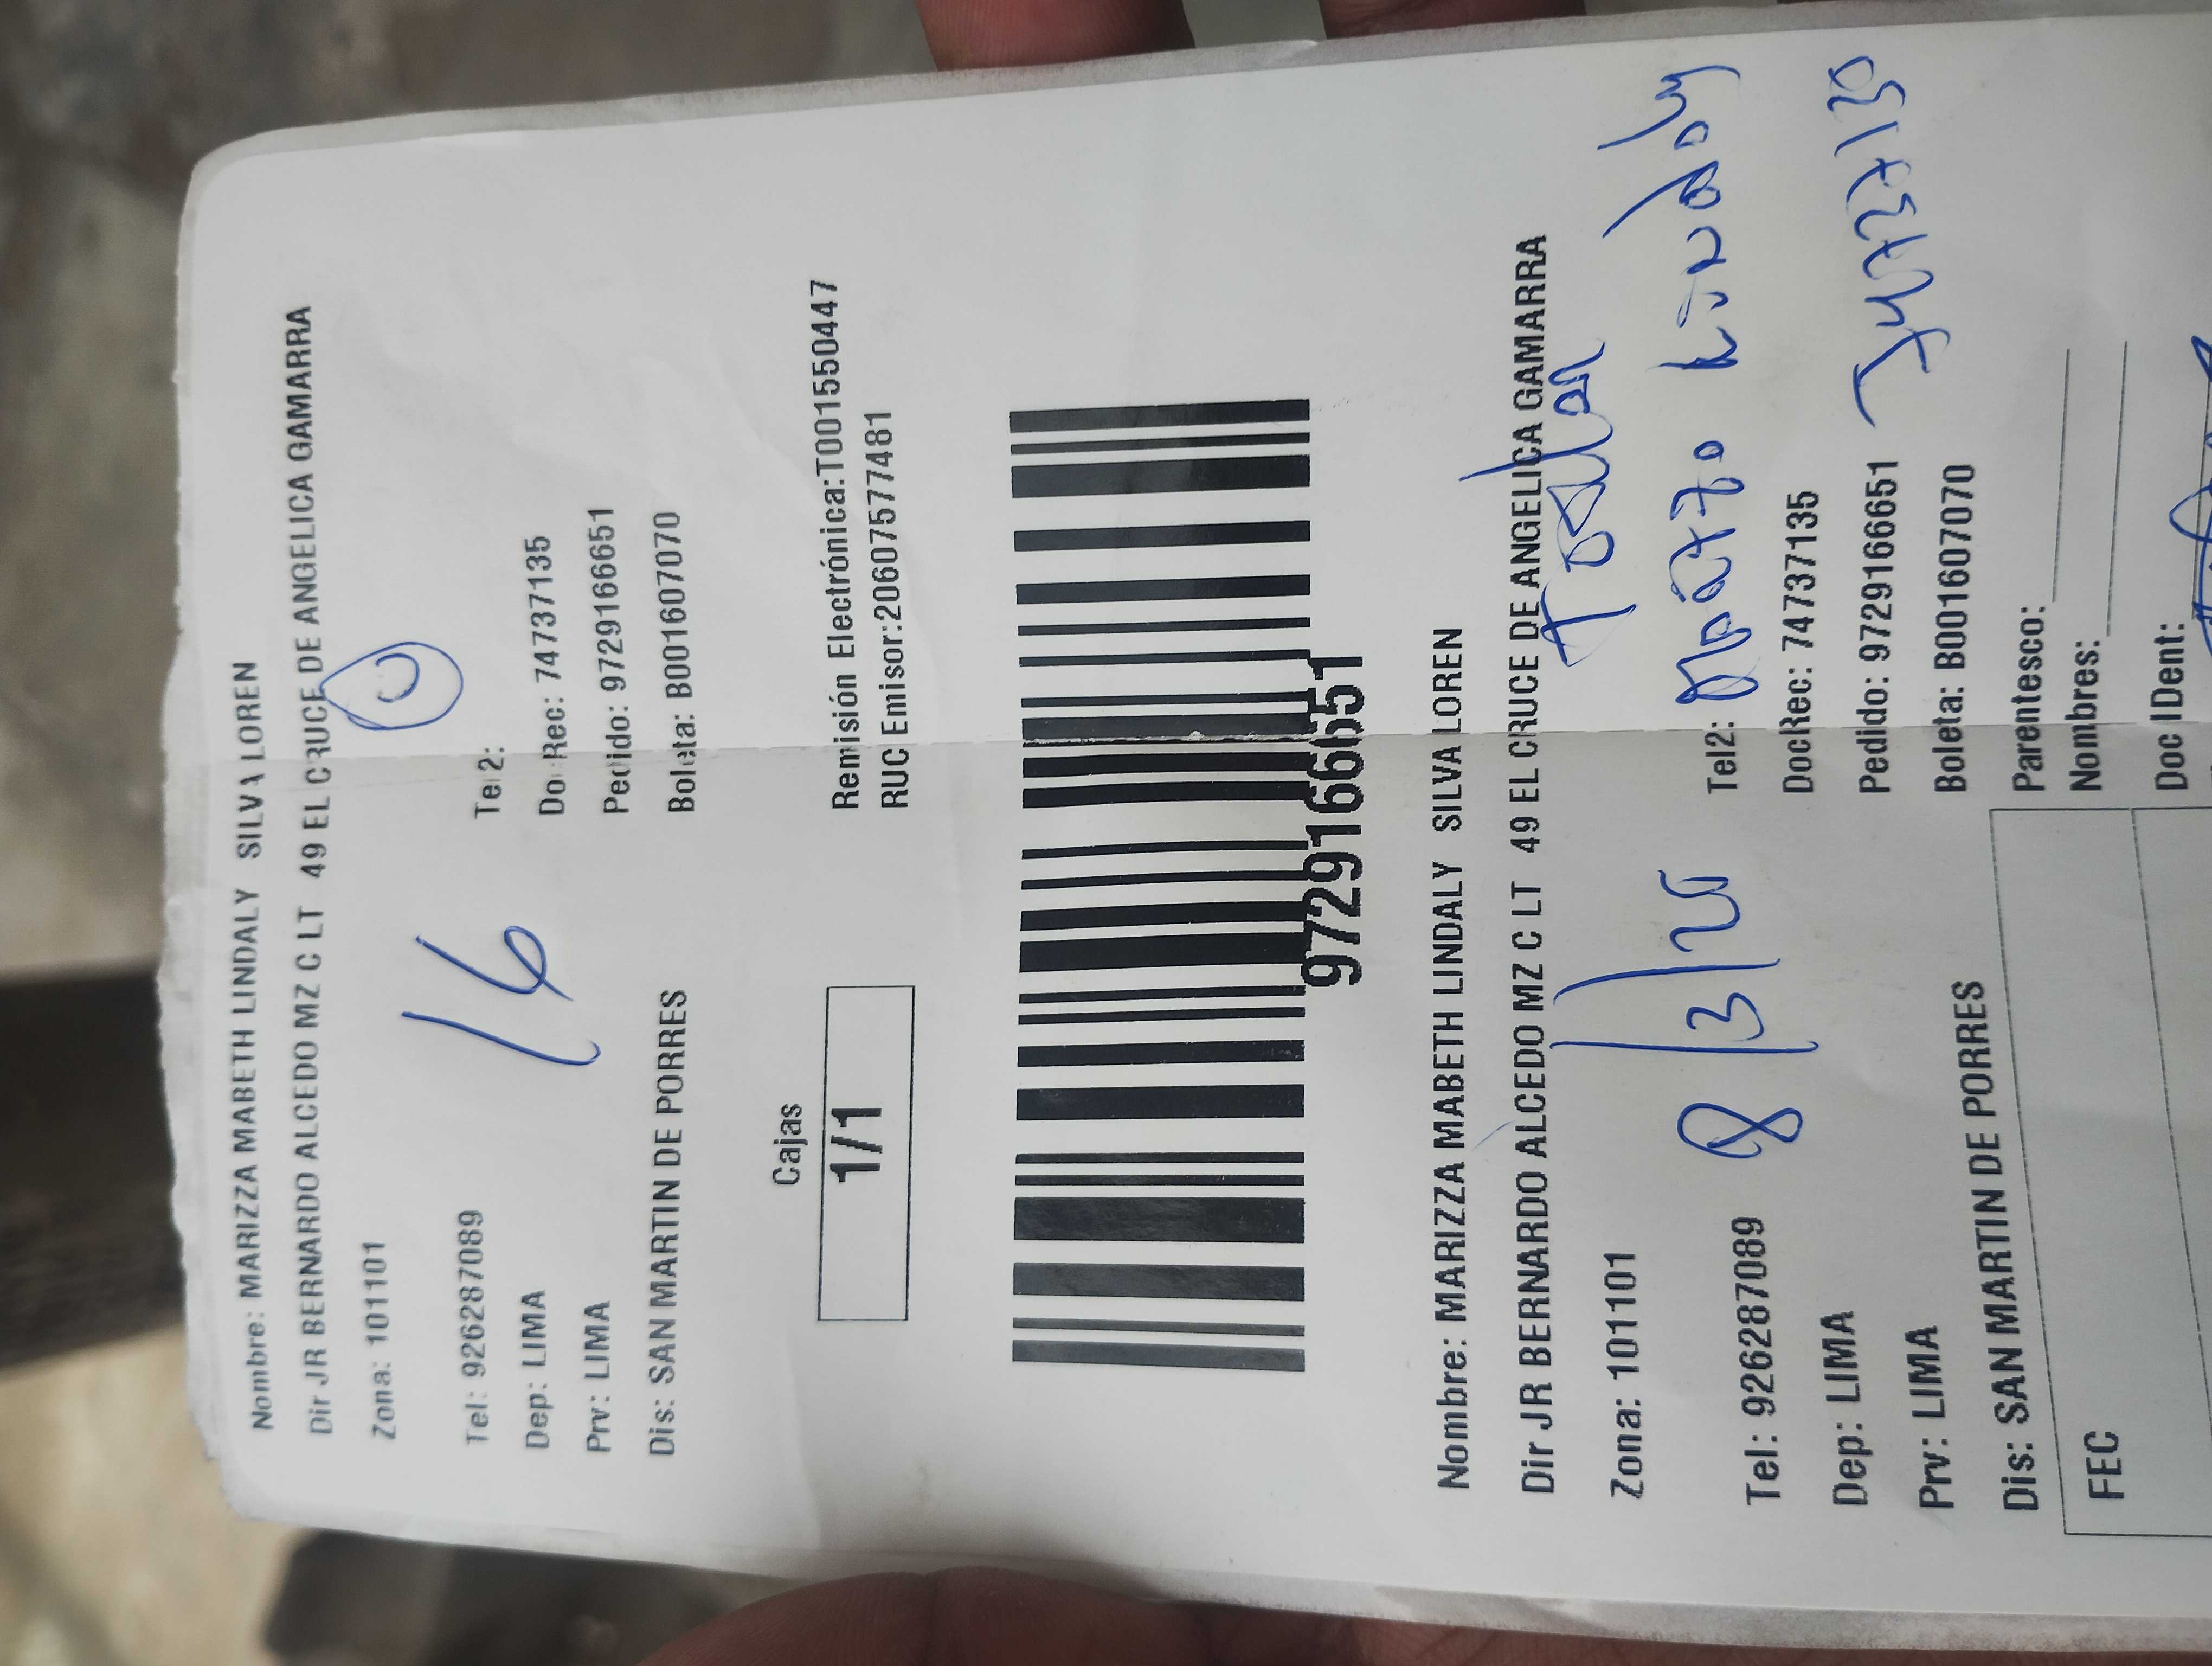 Nombre: MARIZZA MABETH LINDALY SILVA LOREN
Dir JR BERNARDO ALCEDO MZ C LT 49 EL CRUCE DE ANGELICA GAMARRA
Zona: 101101
Tel: 926287089 Tel2:
Dep: LIMA DocRec: 74737135
Prv: LIMA Pedido: 9729166651
Dis: SAN MARTIN DE PORRES Boleta: B001607070
16
Cajas
1/1
Remisión Electrónica:T001550447
RUC Emisor:20607577481
9729166651
Nombre: MARIZZA MABETH LINDALY SILVA LOREN
Dir JR BERNARDO ALCEDO MZ C LT 49 EL CRUCE DE ANGELICA GAMARRA
Zona: 101101
8/3/25
Tel: 926287089 Tel2:
Dep: LIMA DocRec: 74737135
Prv: LIMA Pedido: 9729166651
Dis: SAN MARTIN DE PORRES Boleta: B001607070
Parentesco:
FEC Nombres:
Doc IDent: